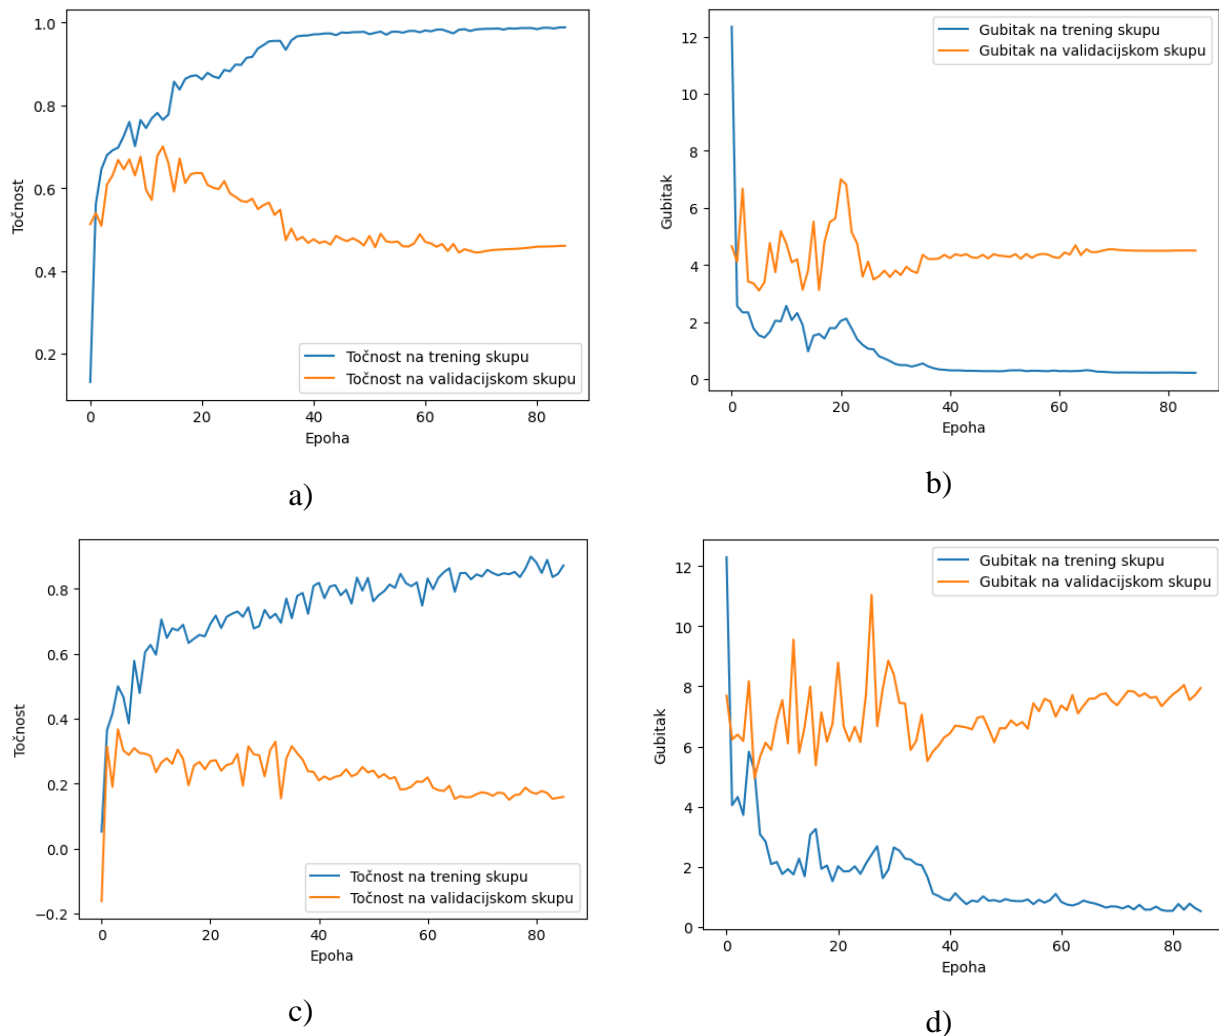 1.0
0.8
0.6
0.4
0.2
Točnost
0 20 40 60 80
Epoha
Točnost na trening skupu
Točnost na validacijskom skupu
a)
12
10
8
6
4
2
0
Gubitak
0 20 40 60 80
Epoha
Gubitak na trening skupu
Gubitak na validacijskom skupu
b)
0.8
0.6
0.4
0.2
0.0
−0.2
Točnost
0 20 40 60 80
Epoha
Točnost na trening skupu
Točnost na validacijskom skupu
c)
12
10
8
6
4
2
0
Gubitak
0 20 40 60 80
Epoha
Gubitak na trening skupu
Gubitak na validacijskom skupu
d)